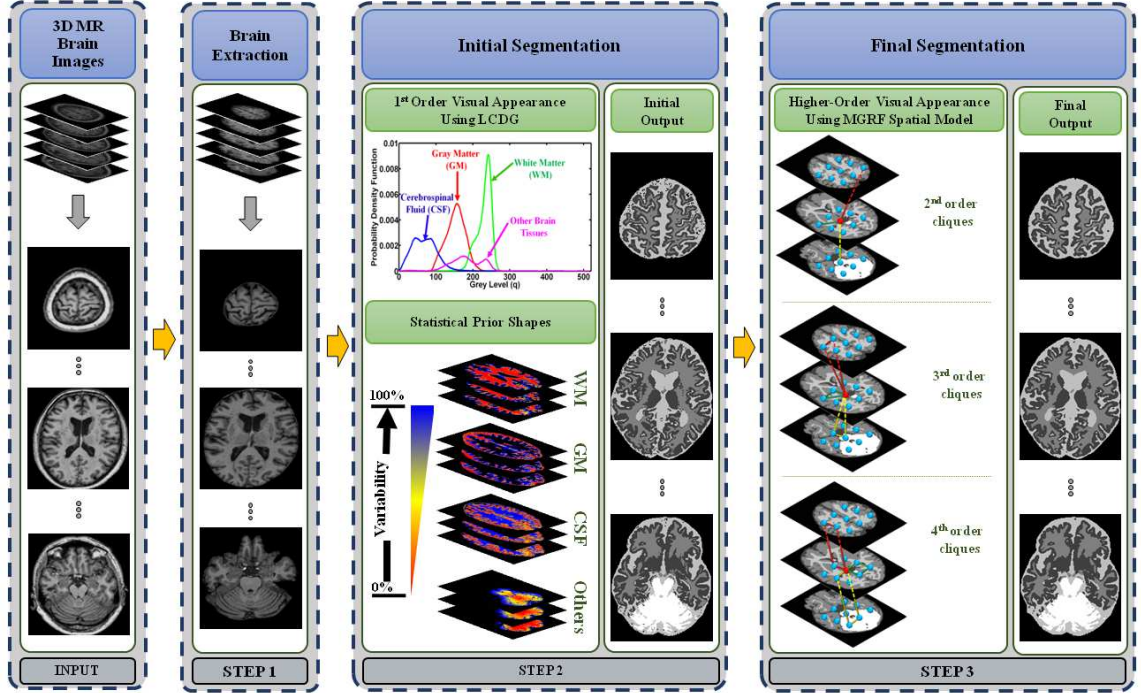 3D MR
Brain
Images
INPUT
Brain
Extraction
STEP 1
Initial Segmentation
1st Order Visual Appearance
Using LCDG
Probability Density Function
0.01
0.008
0.006
0.004
0.002
0
0
100
200
300
400
500
Grey Level (q)
Gray Matter
(GM)
White Matter
(WM)
Cerebrospinal
Fluid (CSF)
Other Brain
Tissues
Statistical Prior Shapes
100%
Variability
0%
WM
GM
CSF
Others
Initial
Output
STEP 2
Final Segmentation
Higher-Order Visual Appearance
Using MGRF Spatial Model
2nd order
cliques
3rd order
cliques
4th order
cliques
Final
Output
STEP 3